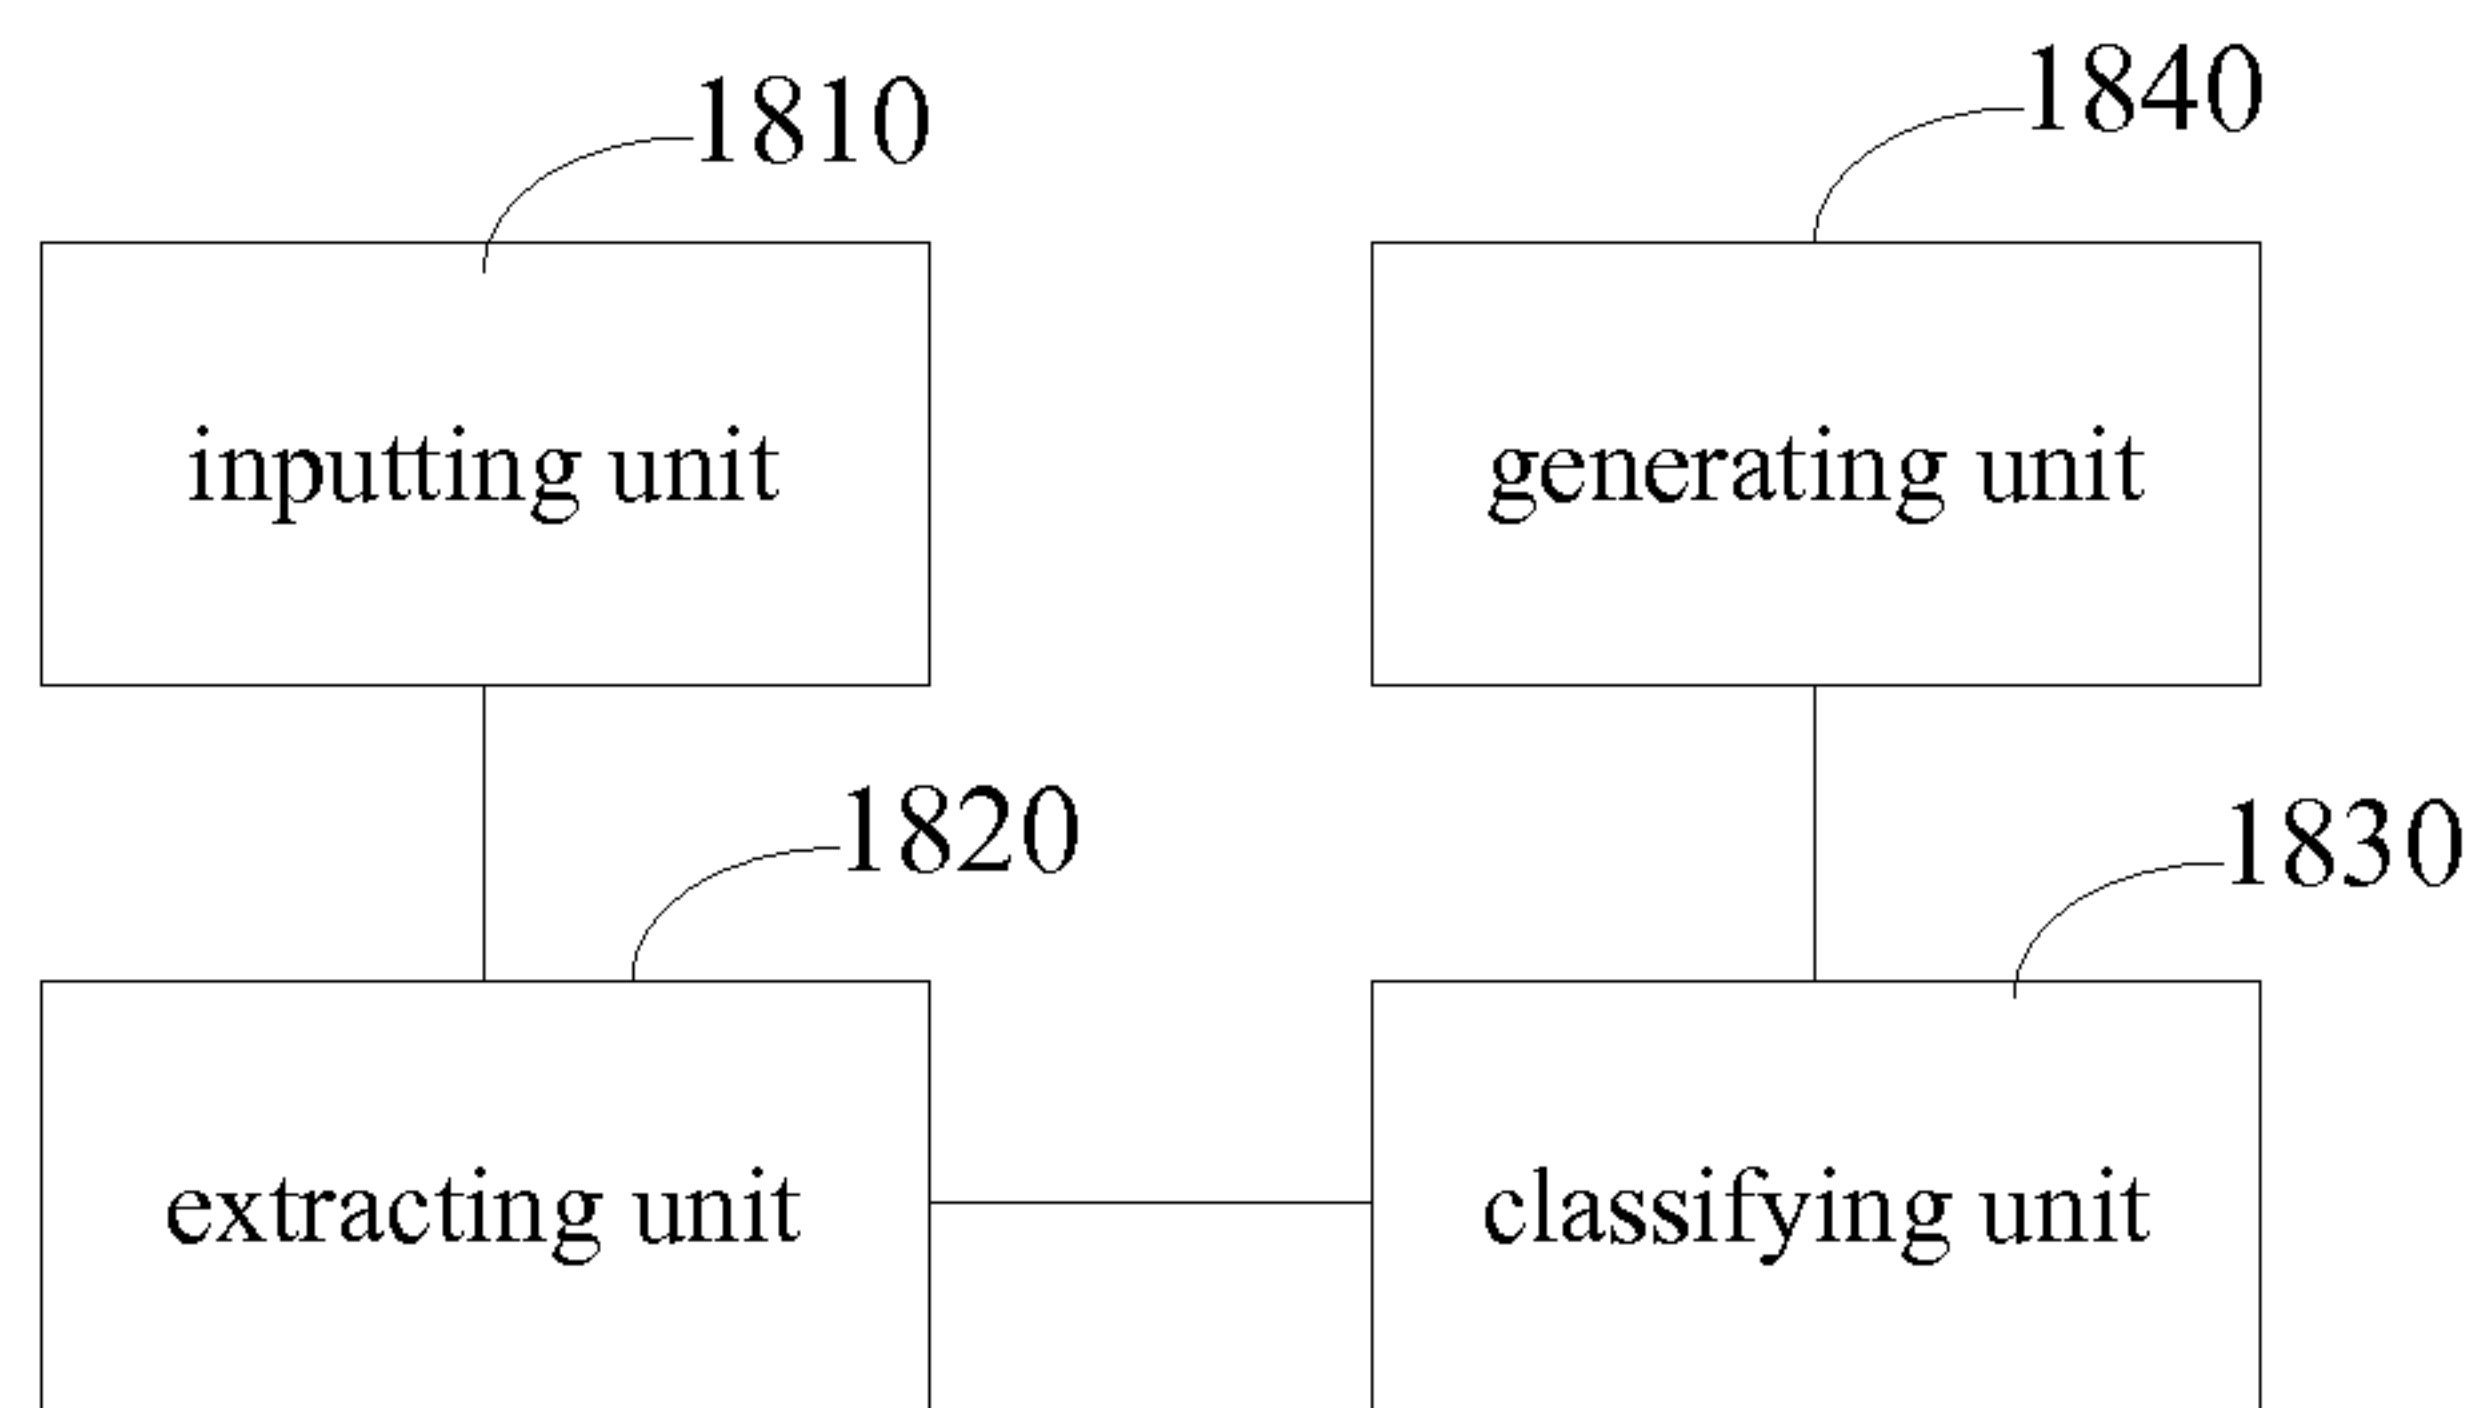 1810
1840
inputting unit
generating unit
1820
1830
extracting unit
classifying unit